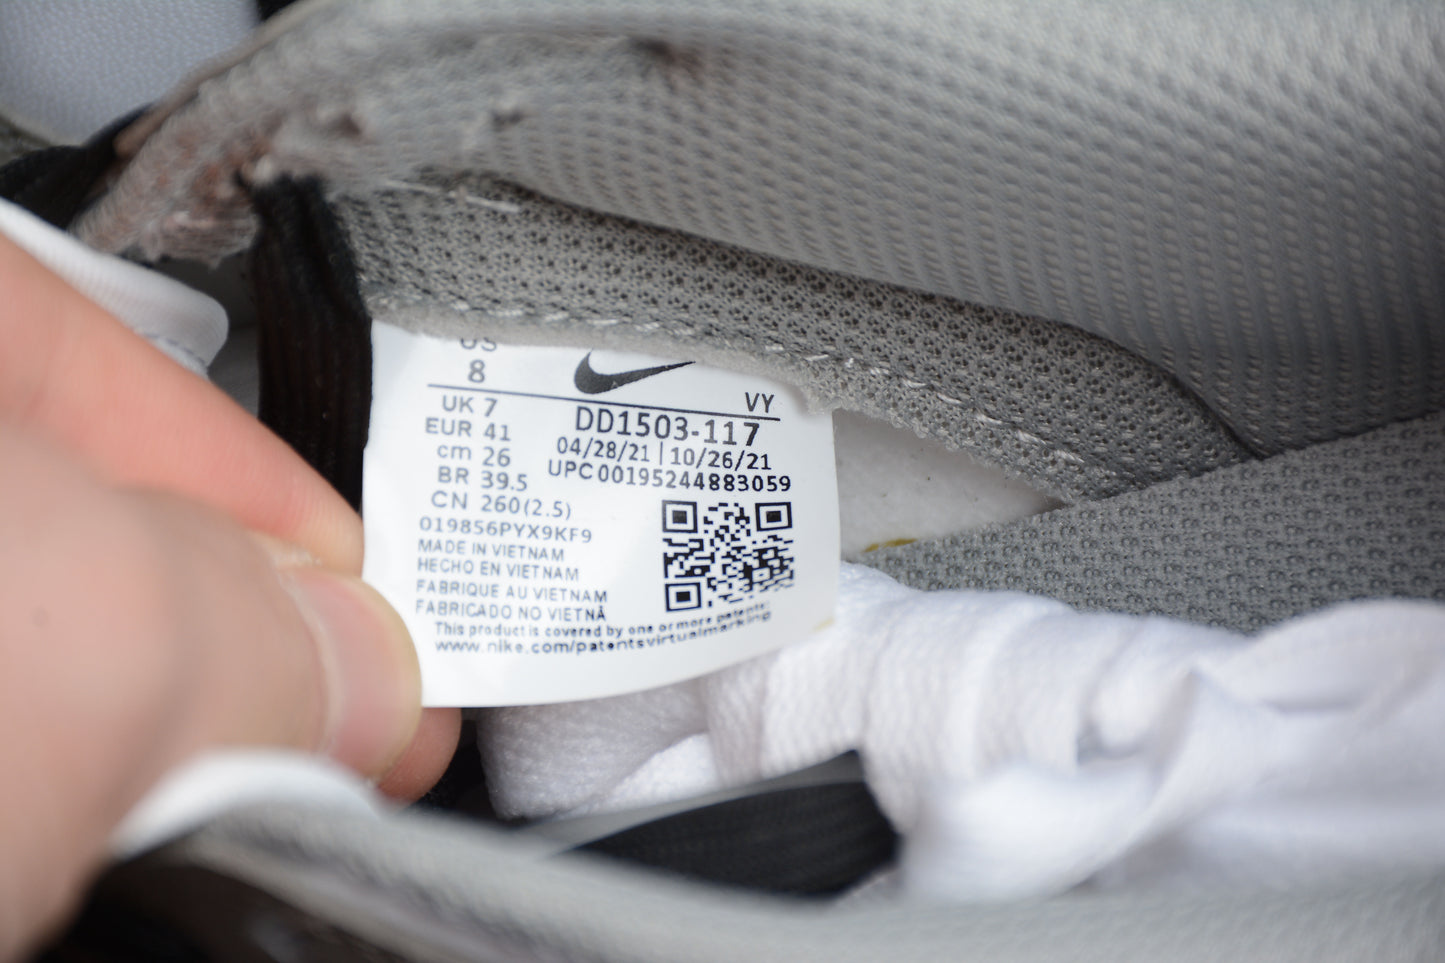 US
8
UK 7
EUR 41
cm 26
BR 39.5
CN 260(2.5)
VY
DD1503-117
04/28/21 | 10/26/21
UPC00195244883059
019856PYX9KF9
MADE IN VIETNAM
HECHO EN VIETNAM
FABRIQUE AU VIETNAM
FABRICADO NO VIETNÃ
This product is covered by one or more patents:
www.nike.com/patentsvirtualmarking